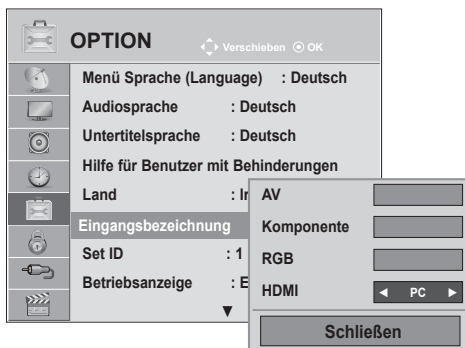 OPTION
Verschieben OK
Menü Sprache (Language) : Deutsch
Audiosprache : Deutsch
Untertitelsprache : Deutsch
Hilfe für Benutzer mit Behinderungen
Land : Ir
Eingangsbezeichnung
Set ID : 1
Betriebsanzeige : E
AV
Komponente
RGB
HDMI ◄ PC ►
Schließen